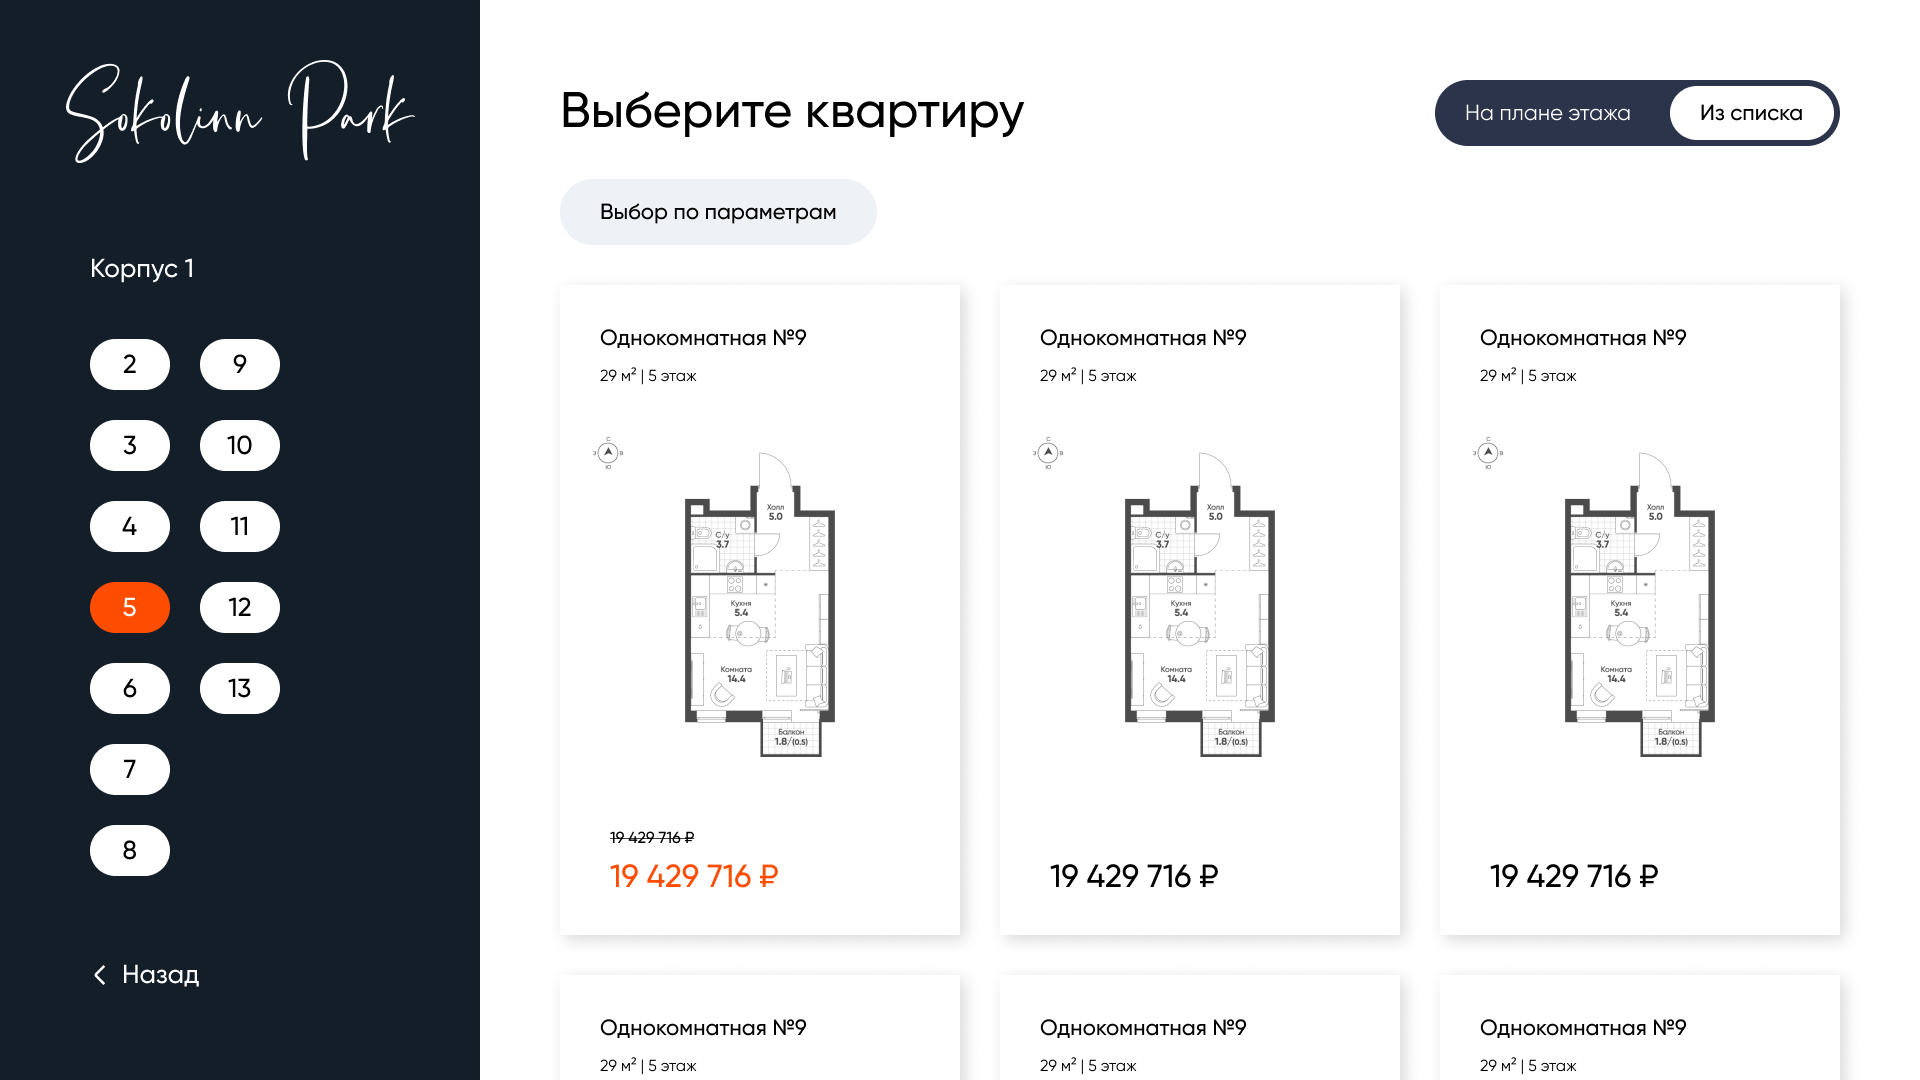 Sokolinn Park
Корпус 1
2 9
3 10
4 11
5 12
6 13
7
8
Назад
Выберите квартиру
На плане этажа Из списка
Выбор по параметрам
Однокомнатная №9
29 м² | 5 этаж
С
З В
Ю
Холл
5.0
С/у
3.7
Кухня
5.4
Комната
14.4
Балкон
1.8/(0.5)
19 429 716 ₽
19 429 716 ₽
Однокомнатная №9
29 м² | 5 этаж
С
З В
Ю
Холл
5.0
С/у
3.7
Кухня
5.4
Комната
14.4
Балкон
1.8/(0.5)
19 429 716 ₽
Однокомнатная №9
29 м² | 5 этаж
С
З В
Ю
Холл
5.0
С/у
3.7
Кухня
5.4
Комната
14.4
Балкон
1.8/(0.5)
19 429 716 ₽
Однокомнатная №9
29 м² | 5 этаж
Однокомнатная №9
29 м² | 5 этаж
Однокомнатная №9
29 м² | 5 этаж